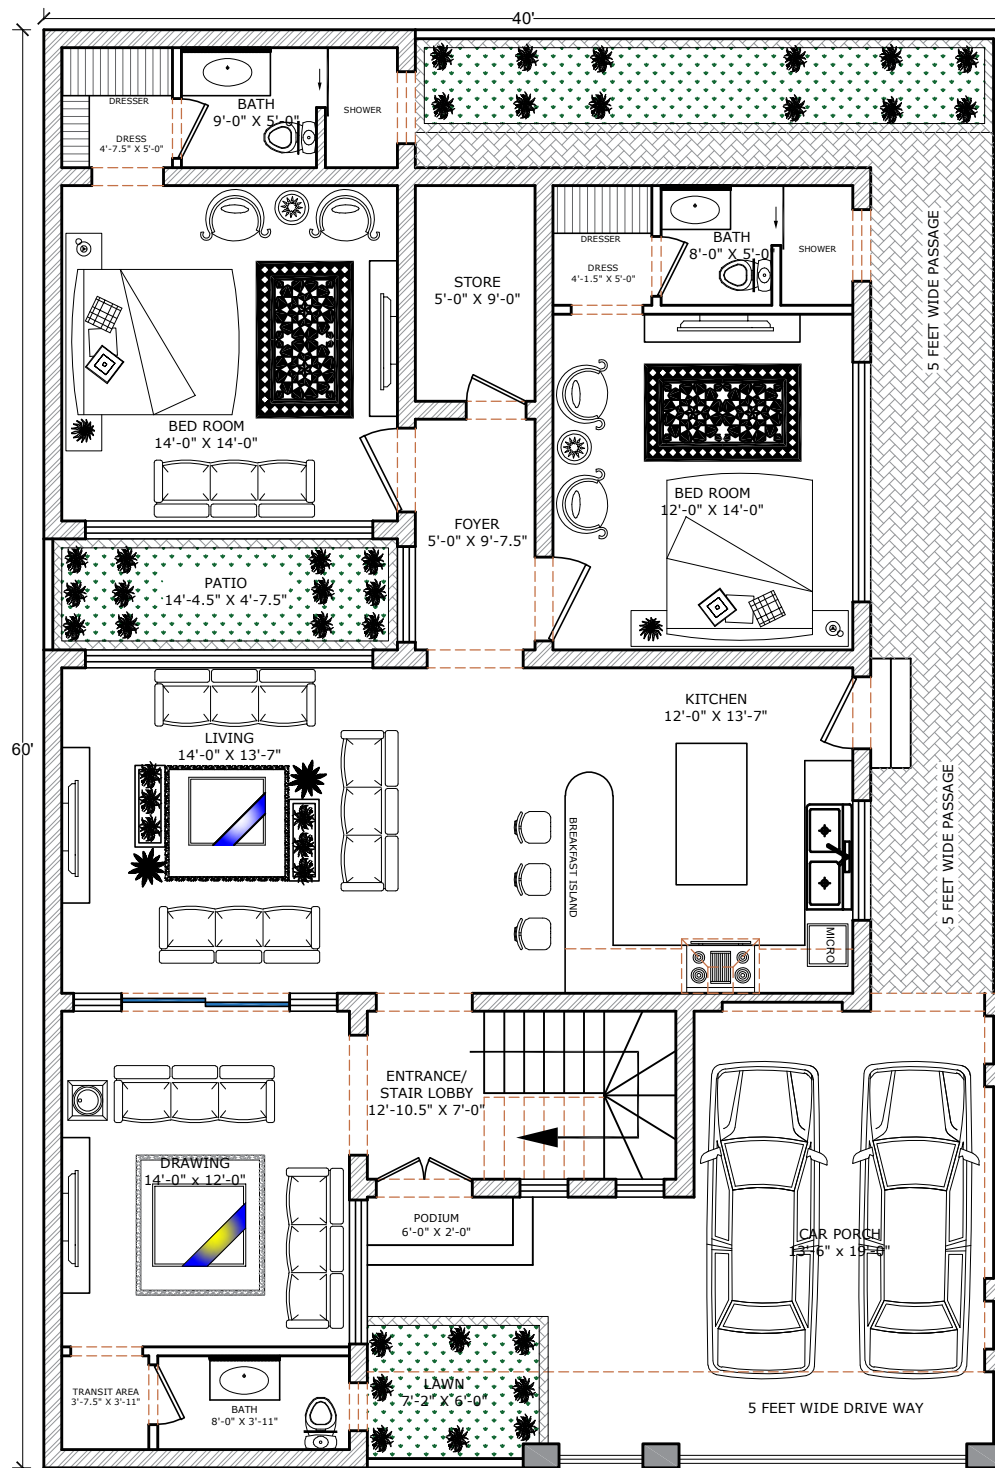 40'
DRESSER
DRESS
4'-7.5" X 5'-0"
BATH
9'-0" X 5'-0"
SHOWER
DRESSER
DRESS
4'-1.5" X 5'-0"
BATH
8'-0" X 5'-0"
SHOWER
5 FEET WIDE PASSAGE
STORE
5'-0" X 9'-0"
BED ROOM
14'-0" X 14'-0"
BED ROOM
12'-0" X 14'-0"
FOYER
5'-0" X 9'-7.5"
PATIO
14'-4.5" X 4'-7.5"
60'
LIVING
14'-0" X 13'-7"
KITCHEN
12'-0" X 13'-7"
BREAKFAST ISLAND
MICRO
5 FEET WIDE PASSAGE
ENTRANCE/
STAIR LOBBY
12'-10.5" X 7'-0"
DRAWING
14'-0" x 12'-0"
PODIUM
6'-0" X 2'-0"
CAR PORCH
13'-6" x 19'-0"
TRANSIT AREA
3'-7.5" X 3'-11"
BATH
8'-0" X 3'-11"
LAWN
7'-2" X 6'-0"
5 FEET WIDE DRIVE WAY